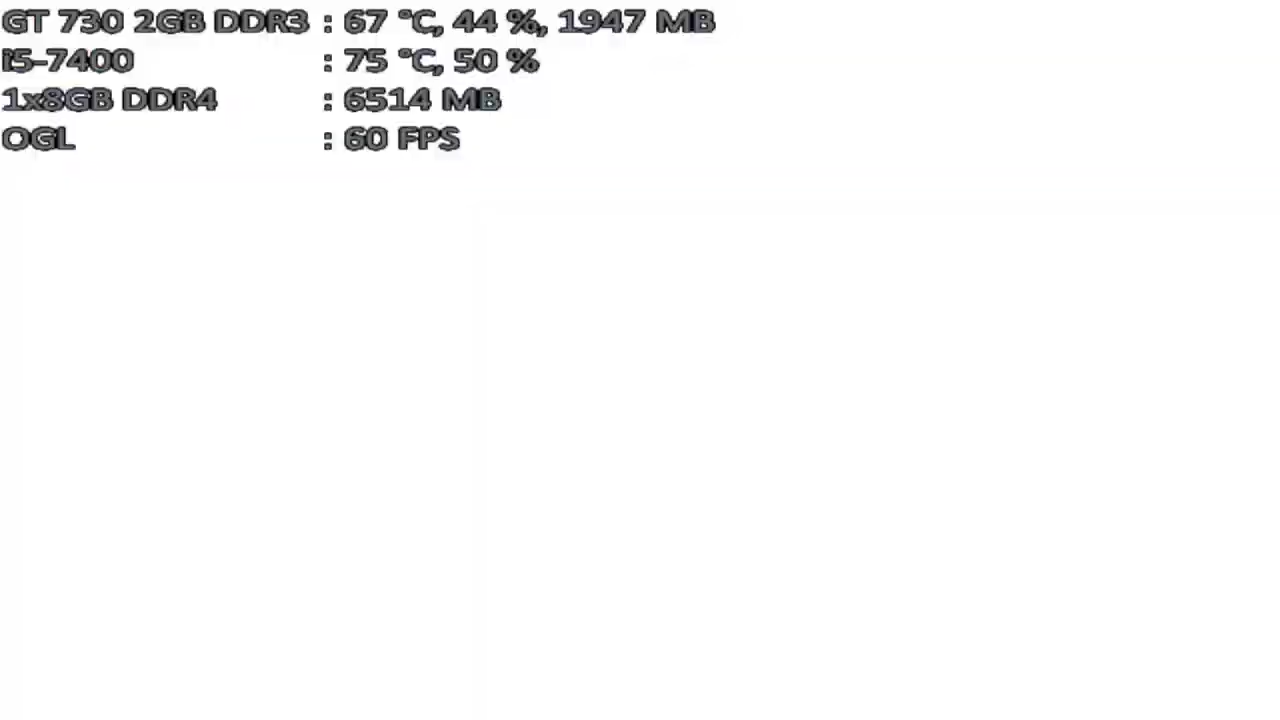 GT 730 2GB DDR3 : 67 °C, 44 %, 1947 MB
i5-7400 : 75 °C, 50 %
1x8GB DDR4 : 6514 MB
OGL : 60 FPS